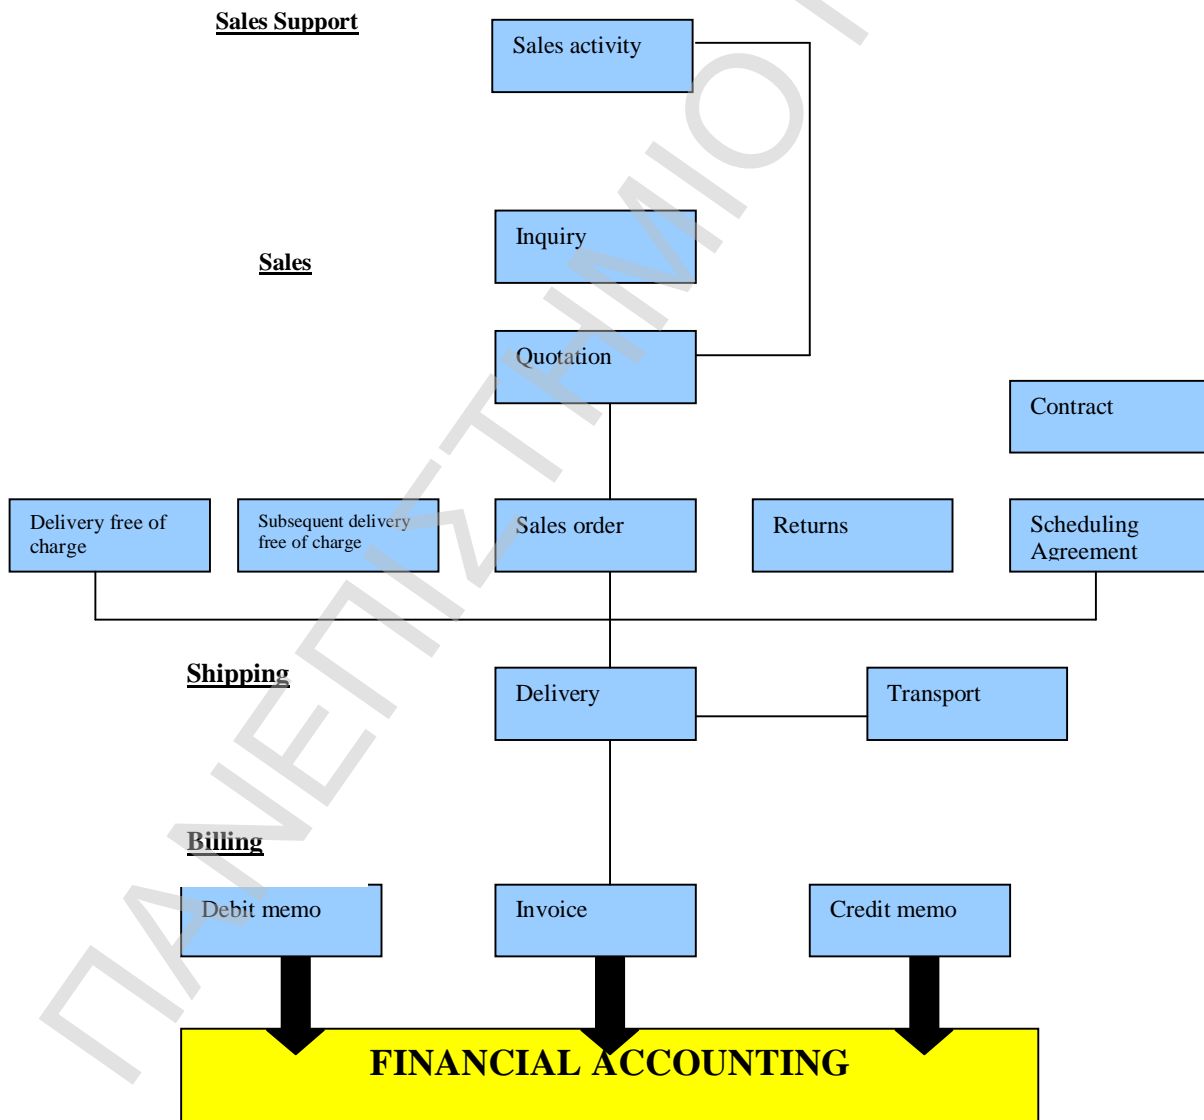 Sales Support
Sales activity
Inquiry
Sales
Quotation
Contract
Delivery free of
charge
Subsequent delivery
free of charge
Sales order
Returns
Scheduling
Agreement
Shipping
Delivery
Transport
Billing
Debit memo
Invoice
Credit memo
FINANCIAL ACCOUNTING
ΠΑΝΕΠΙΣΤΗΜΙΟ